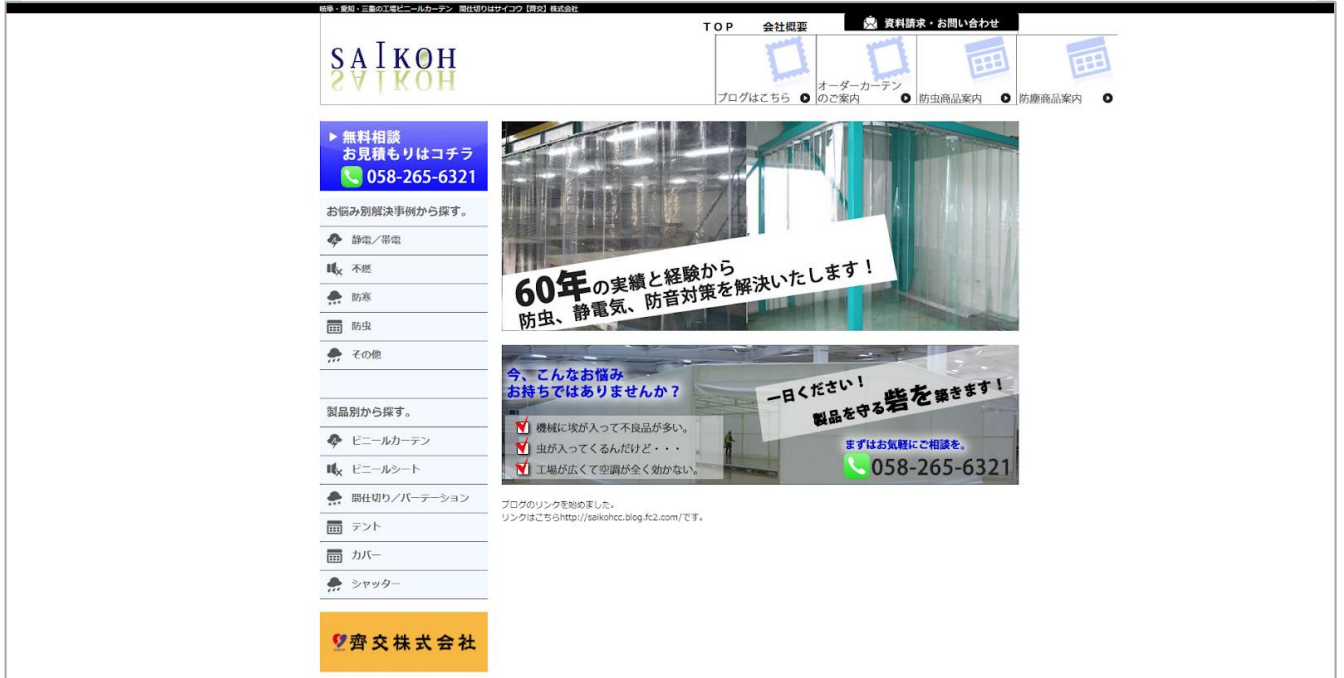 岐阜・愛知・三重の工場ビニールカーテン 間仕切りはサイコウ【齊交】株式会社
TOP 会社概要 資料請求・お問い合わせ
SAIKOH
ブログはこちら
オーダーカーテン
のご案内
防虫商品案内
防塵商品案内
無料相談
お見積もりはコチラ
058-265-6321
お悩み別解決事例から探す。
静電／帯電
不燃
防寒
防虫
その他
製品別から探す。
ビニールカーテン
ビニールシート
間仕切り／パーテーション
テント
カバー
シャッター
齊交株式会社
60年の実績と経験から
防虫、静電気、防音対策を解決いたします！
今、こんなお悩み
お持ちではありませんか？
機械に埃が入って不良品が多い。
虫が入ってくるんだけど・・・
工場が広くて空調が全く効かない。
一日ください！
製品を守る砦を築きます！
まずはお気軽にご相談を。
058-265-6321
ブログのリンクを始めました。
リンクはこちらhttp://saikohcc.blog.fc2.com/です。